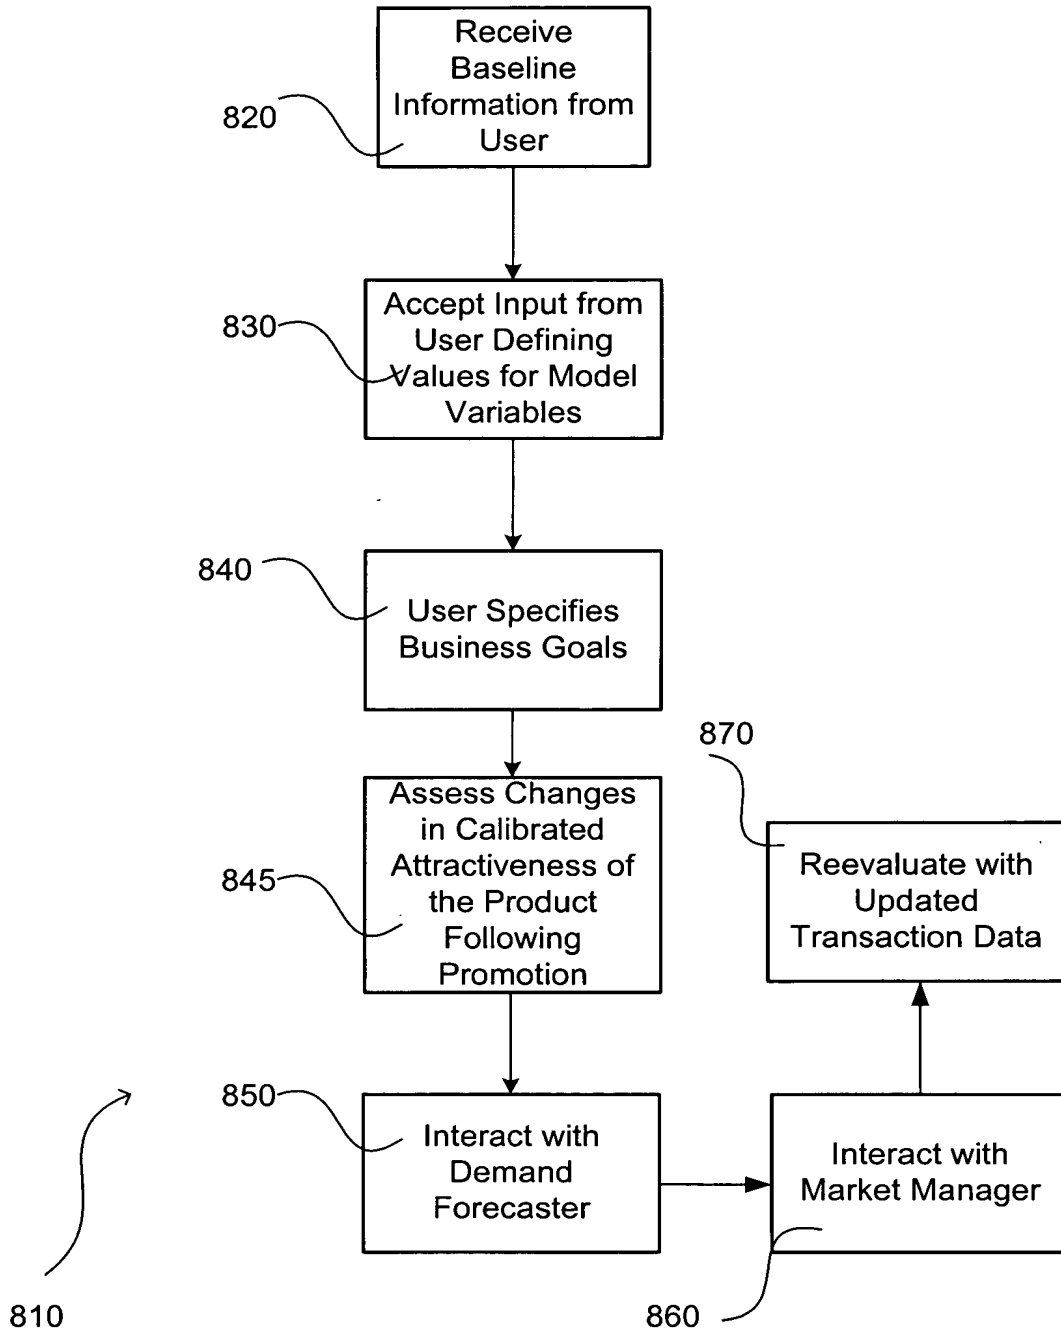 Receive
Baseline
Information from
User
820
Accept Input from
User Defining
Values for Model
Variables
830
840
User Specifies
Business Goals
870
Assess Changes
in Calibrated
Attractiveness of
the Product
Following
Promotion
845
Reevaluate with
Updated
Transaction Data
850
Interact with
Demand
Forecaster
Interact with
Market Manager
810
860